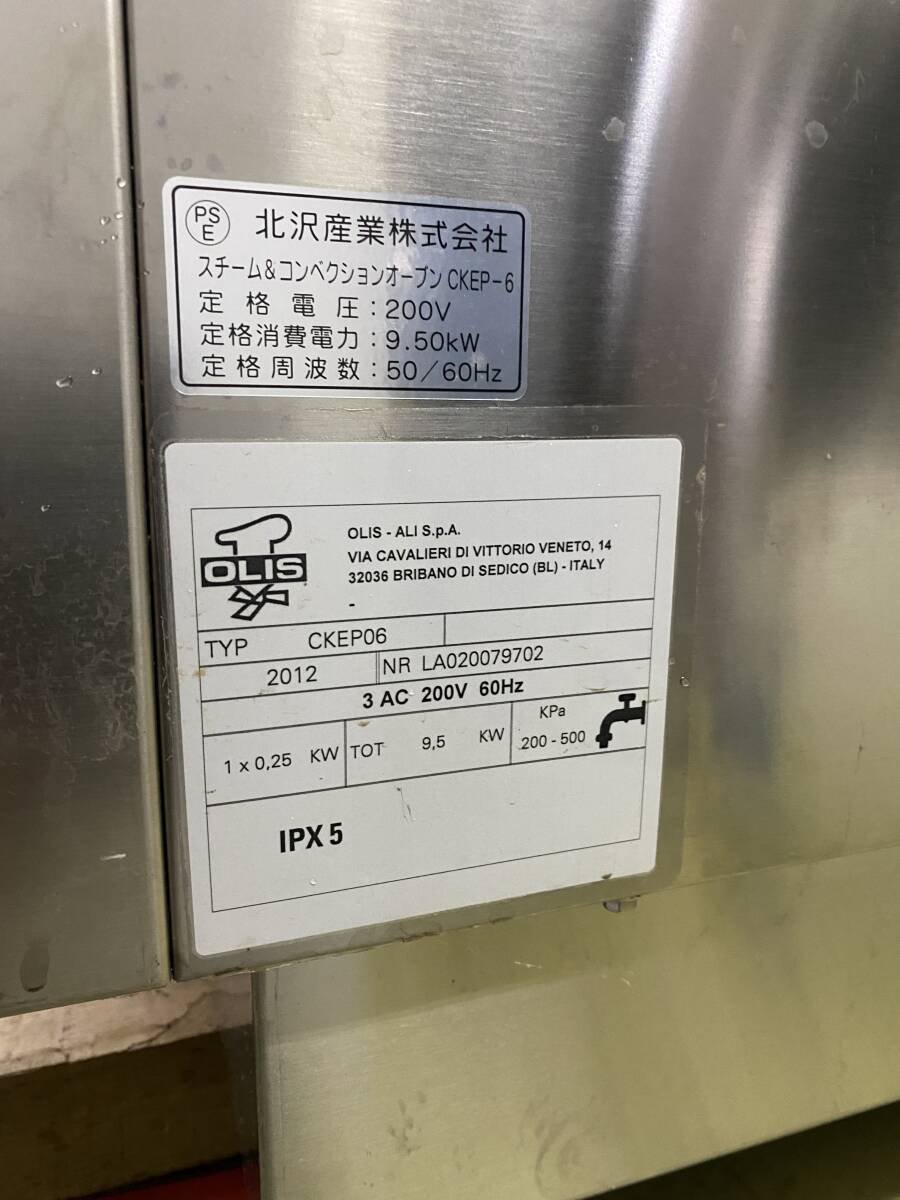 PS
E
北沢産業株式会社
スチーム&コンベクションオーブン CKEP-6
定格電圧:200V
定格消費電力:9.50kW
定格周波数:50/60Hz
OLIS
OLIS - ALI S.p.A.
VIA CAVALIERI DI VITTORIO VENETO, 14
32036 BRIBANO DI SEDICO (BL) - ITALY
-
TYP CKEP06
2012 NR LA020079702
3 AC 200V 60Hz
1 x 0,25 KW TOT 9,5 KW KPa 200 - 500
IPX 5